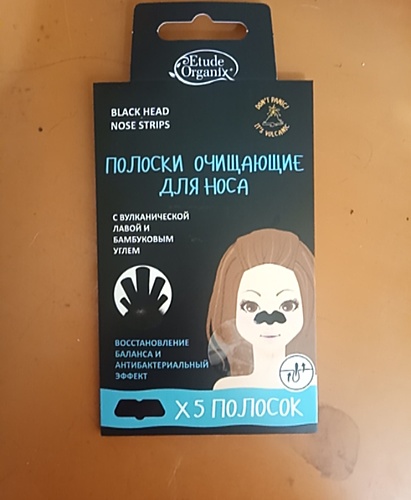 Etude
Organix
BLACK HEAD
NOSE STRIPS
DON'T PANIC!
IT'S VOLCANIC
ПОЛОСКИ ОЧИЩАЮЩИЕ
ДЛЯ НОСА
С ВУЛКАНИЧЕСКОЙ
ЛАВОЙ И
БАМБУКОВЫМ
УГЛЕМ
ВОССТАНОВЛЕНИЕ
БАЛАНСА И
АНТИБАКТЕРИАЛЬНЫЙ
ЭФФЕКТ
X5 ПОЛОСОК